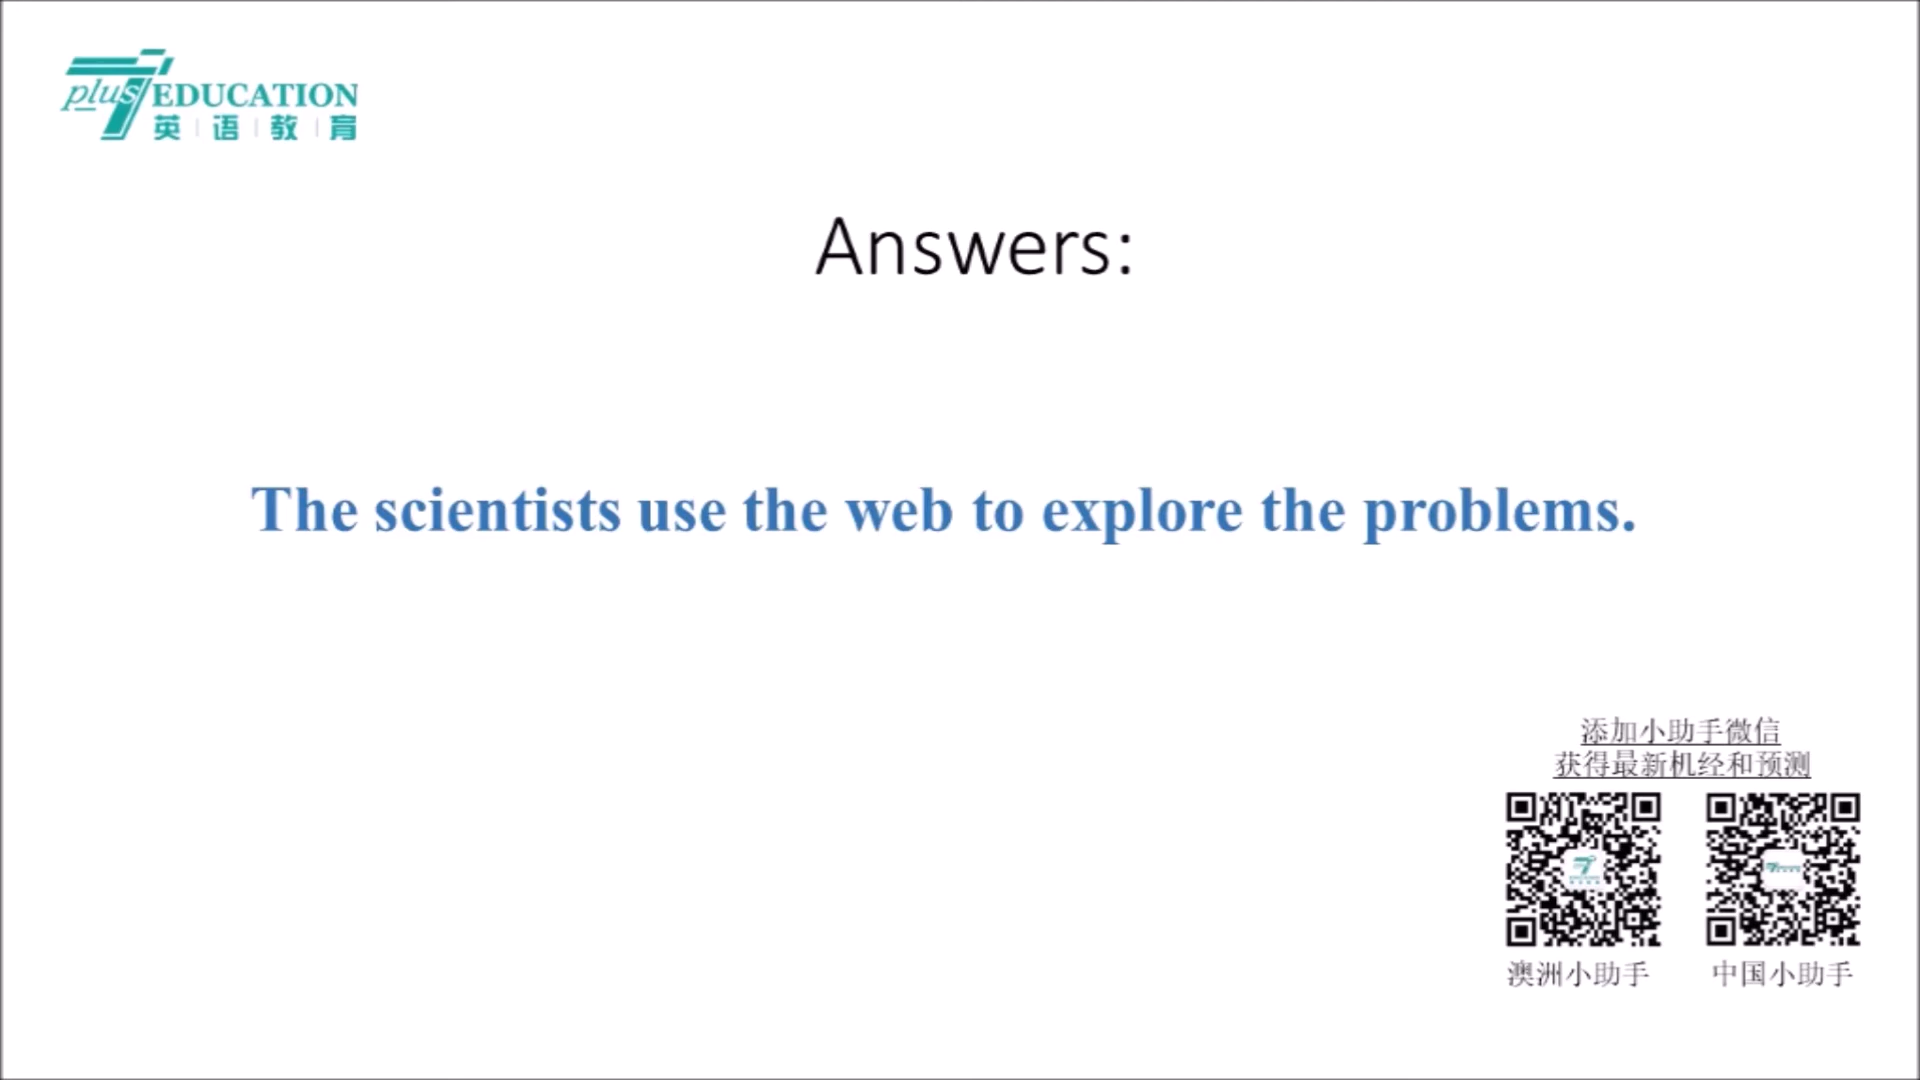 7 plus EDUCATION
英语教育
Answers:
The scientists use the web to explore the problems.
添加小助手微信
获得最新机经和预测
澳洲小助手
中国小助手